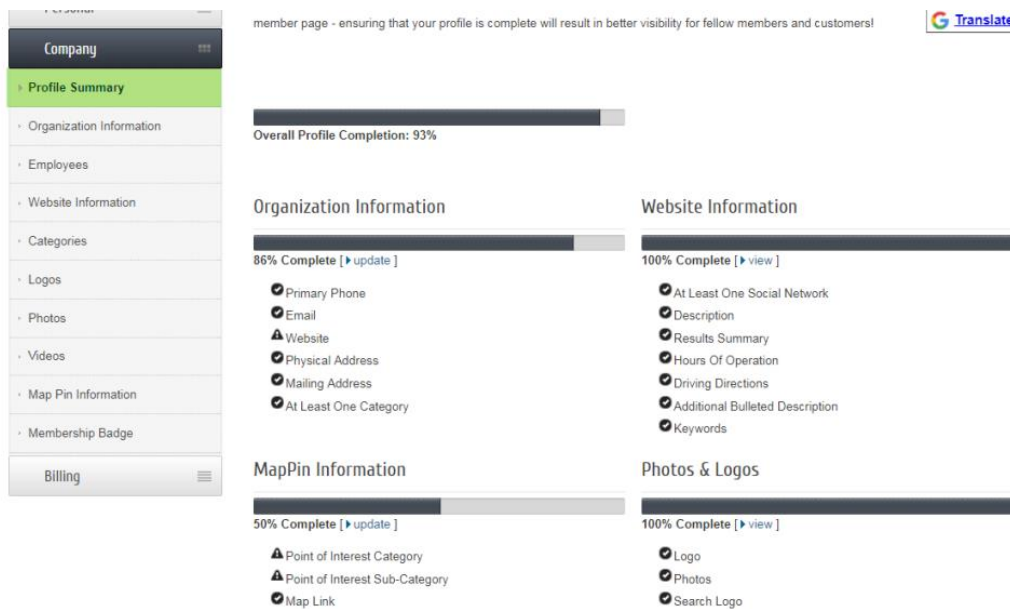 member page - ensuring that your profile is complete will result in better visibility for fellow members and customers!
Translate
Company
Profile Summary
Organization Information
Employees
Website Information
Categories
Logos
Photos
Videos
Map Pin Information
Membership Badge
Billing
Overall Profile Completion: 93%
Organization Information
86% Complete [ update ]
Primary Phone
Email
Website
Physical Address
Mailing Address
At Least One Category
Website Information
100% Complete [ view ]
At Least One Social Network
Description
Results Summary
Hours Of Operation
Driving Directions
Additional Bulleted Description
Keywords
MapPin Information
50% Complete [ update ]
Point of Interest Category
Point of Interest Sub-Category
Map Link
Photos & Logos
100% Complete [ view ]
Logo
Photos
Search Logo